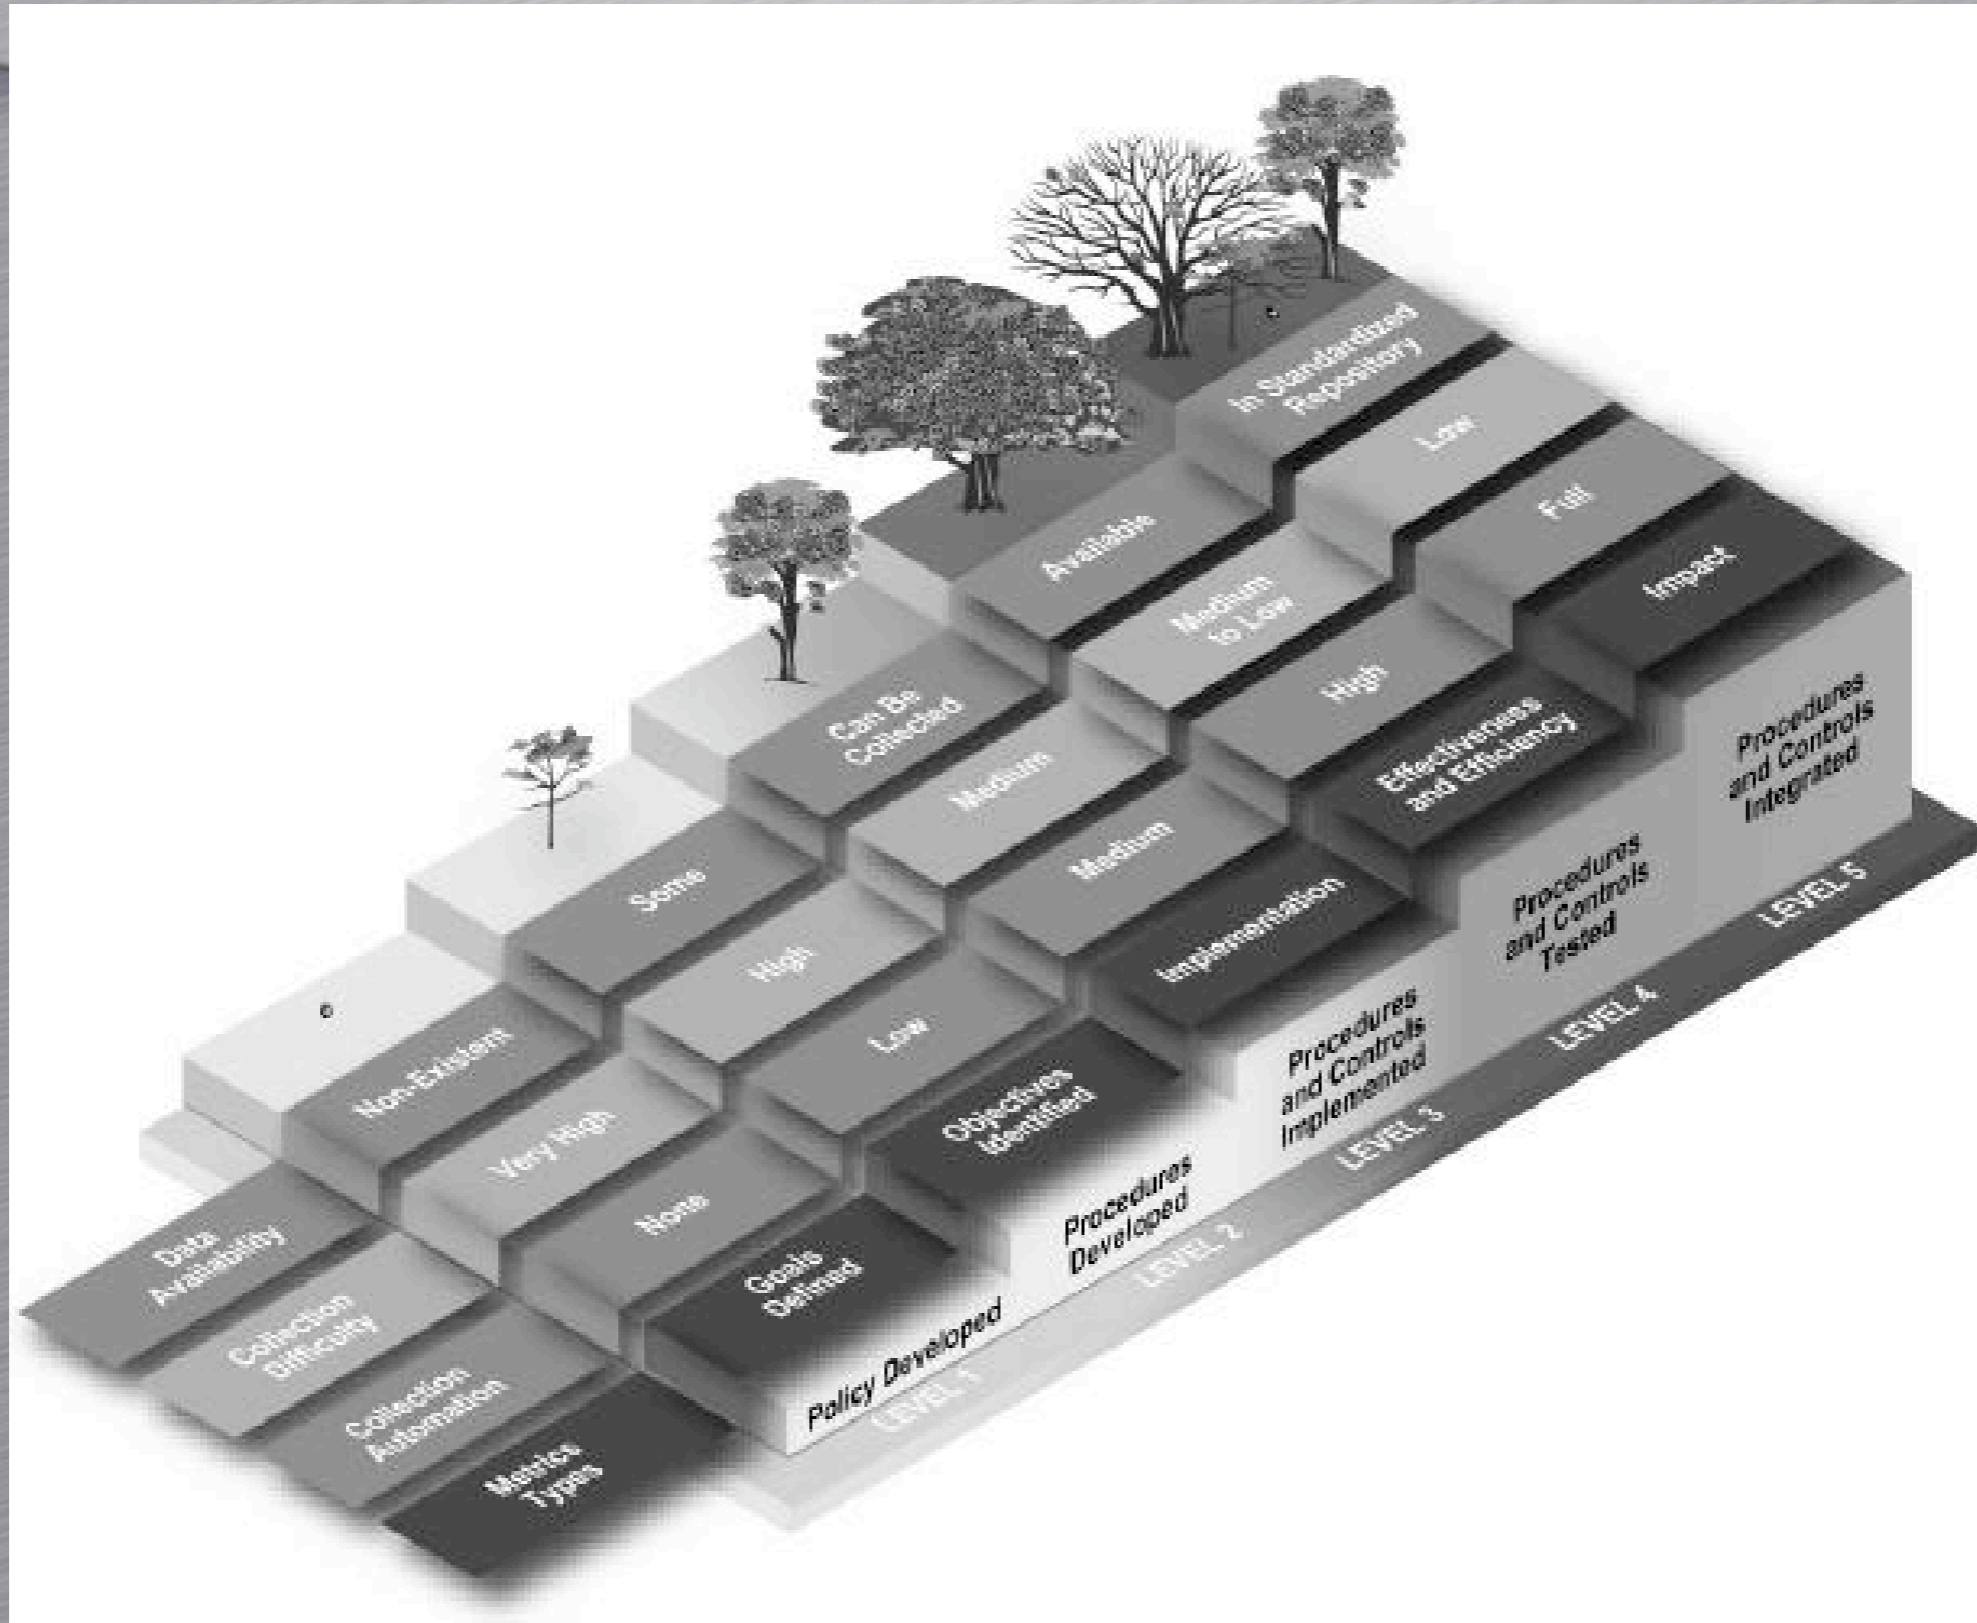 Data
Availability
Non-Existent
Some
Can Be
Collected
Available
In Standardized
Repository
Collection
Difficulty
Very High
High
Medium
Medium
to Low
Low
Collection
Automation
None
Low
Medium
High
Full
Metrics
Types
Goals
Defined
Objectives
Identified
Implementation
Effectiveness
and Efficiency
Impact
Policy Developed
Procedures
Developed
Procedures
and Controls
Implemented
Procedures
and Controls
Tested
Procedures
and Controls
Integrated
LEVEL 1
LEVEL 2
LEVEL 3
LEVEL 4
LEVEL 5